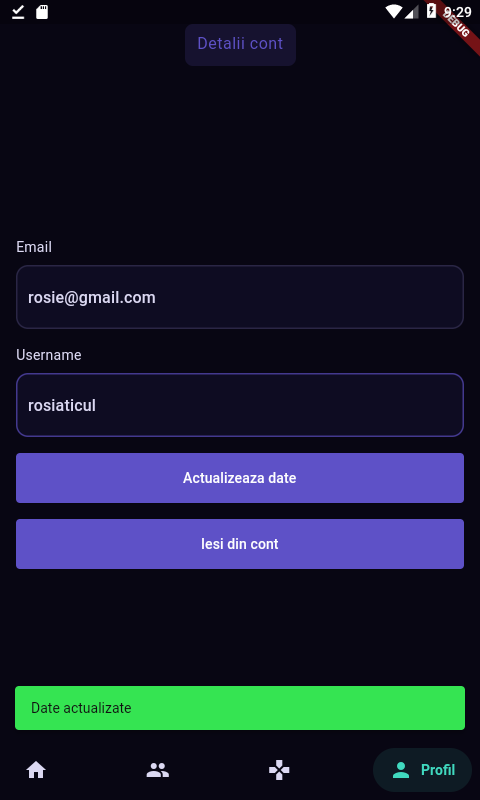 9:29
DEBUG
Detalii cont
Email
rosie@gmail.com
Username
rosiaticul
Actualizeaza date
Iesi din cont
Date actualizate
Profil